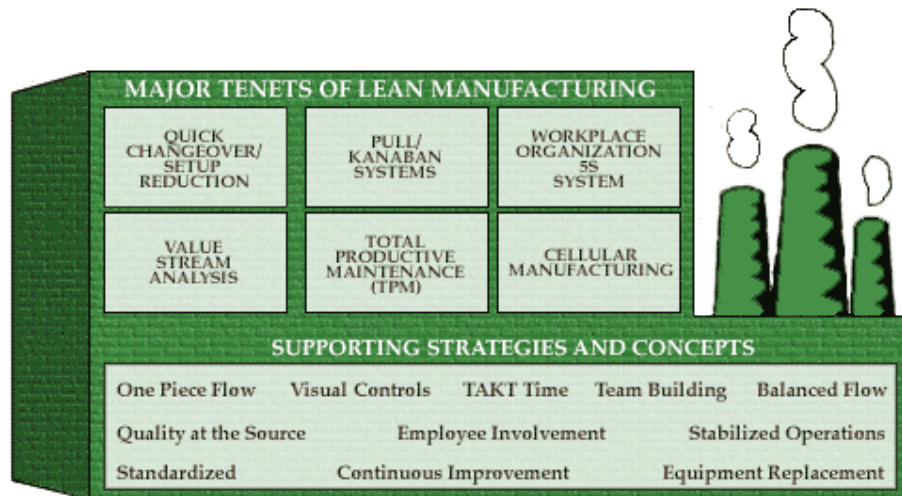 MAJOR TENETS OF LEAN MANUFACTURING
QUICK
CHANGEOVER/
SETUP
REDUCTION
PULL/
KANABAN
SYSTEMS
WORKPLACE
ORGANIZATION
5S
SYSTEM
VALUE
STREAM
ANALYSIS
TOTAL
PRODUCTIVE
MAINTENANCE
(TPM)
CELLULAR
MANUFACTURING
SUPPORTING STRATEGIES AND CONCEPTS
One Piece Flow Visual Controls TAKT Time Team Building Balanced Flow
Quality at the Source Employee Involvement Stabilized Operations
Standardized Continuous Improvement Equipment Replacement